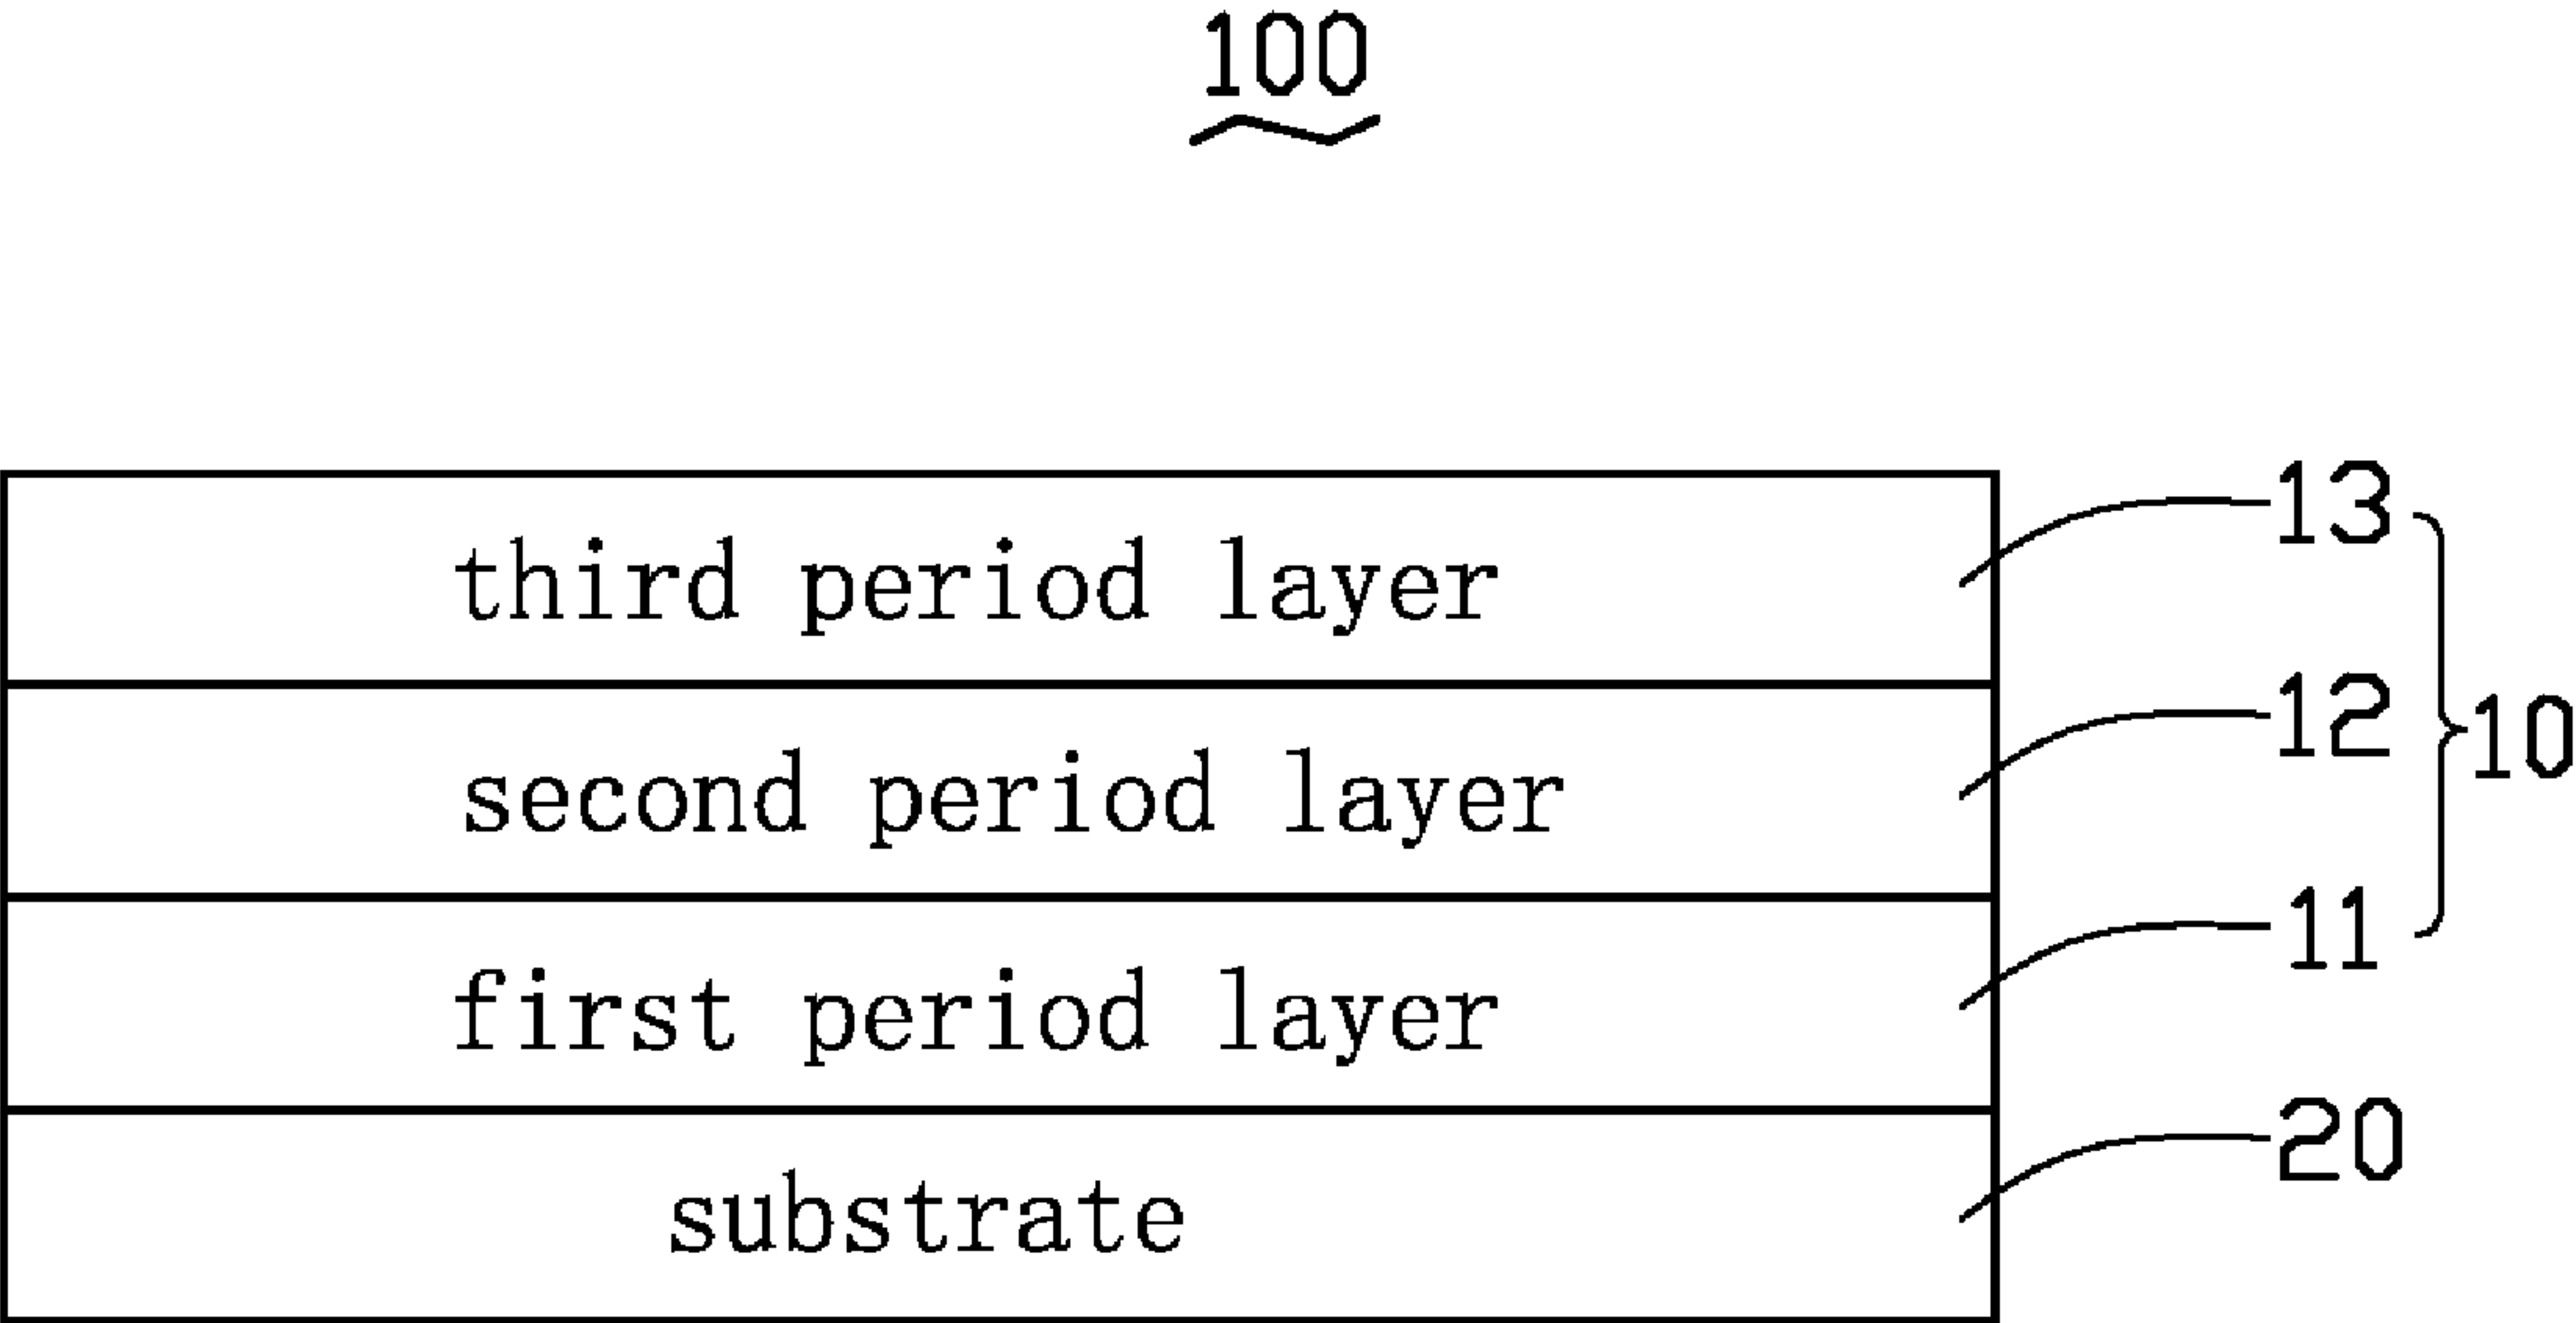 100
third period layer
13
second period layer
12
10
first period layer
11
substrate
20